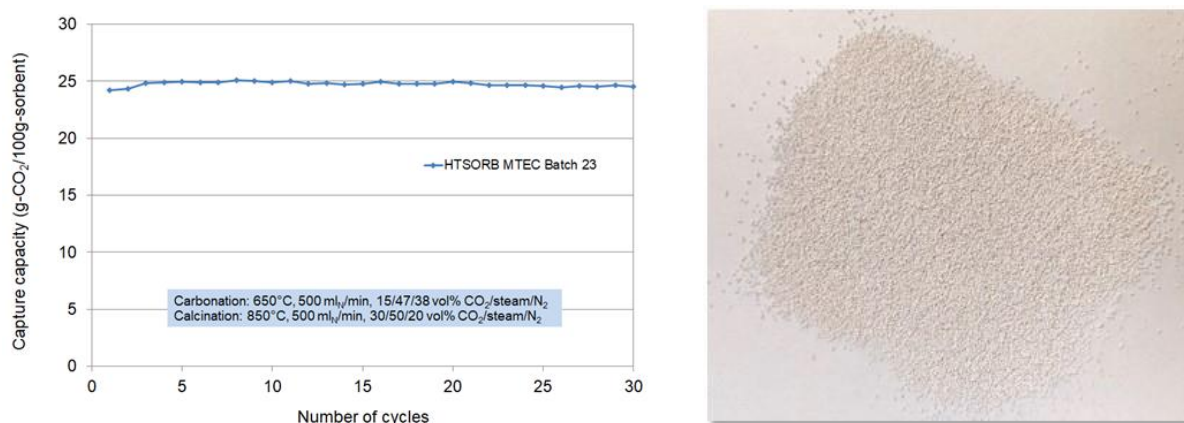 30
25
20
15
10
5
0
Capture capacity (g-CO₂/100g-sorbent)
HTSORB MTEC Batch 23
Carbonation: 650°C, 500 mlₙ/min, 15/47/38 vol% CO₂/steam/N₂
Calcination: 850°C, 500 mlₙ/min, 30/50/20 vol% CO₂/steam/N₂
0 5 10 15 20 25 30
Number of cycles